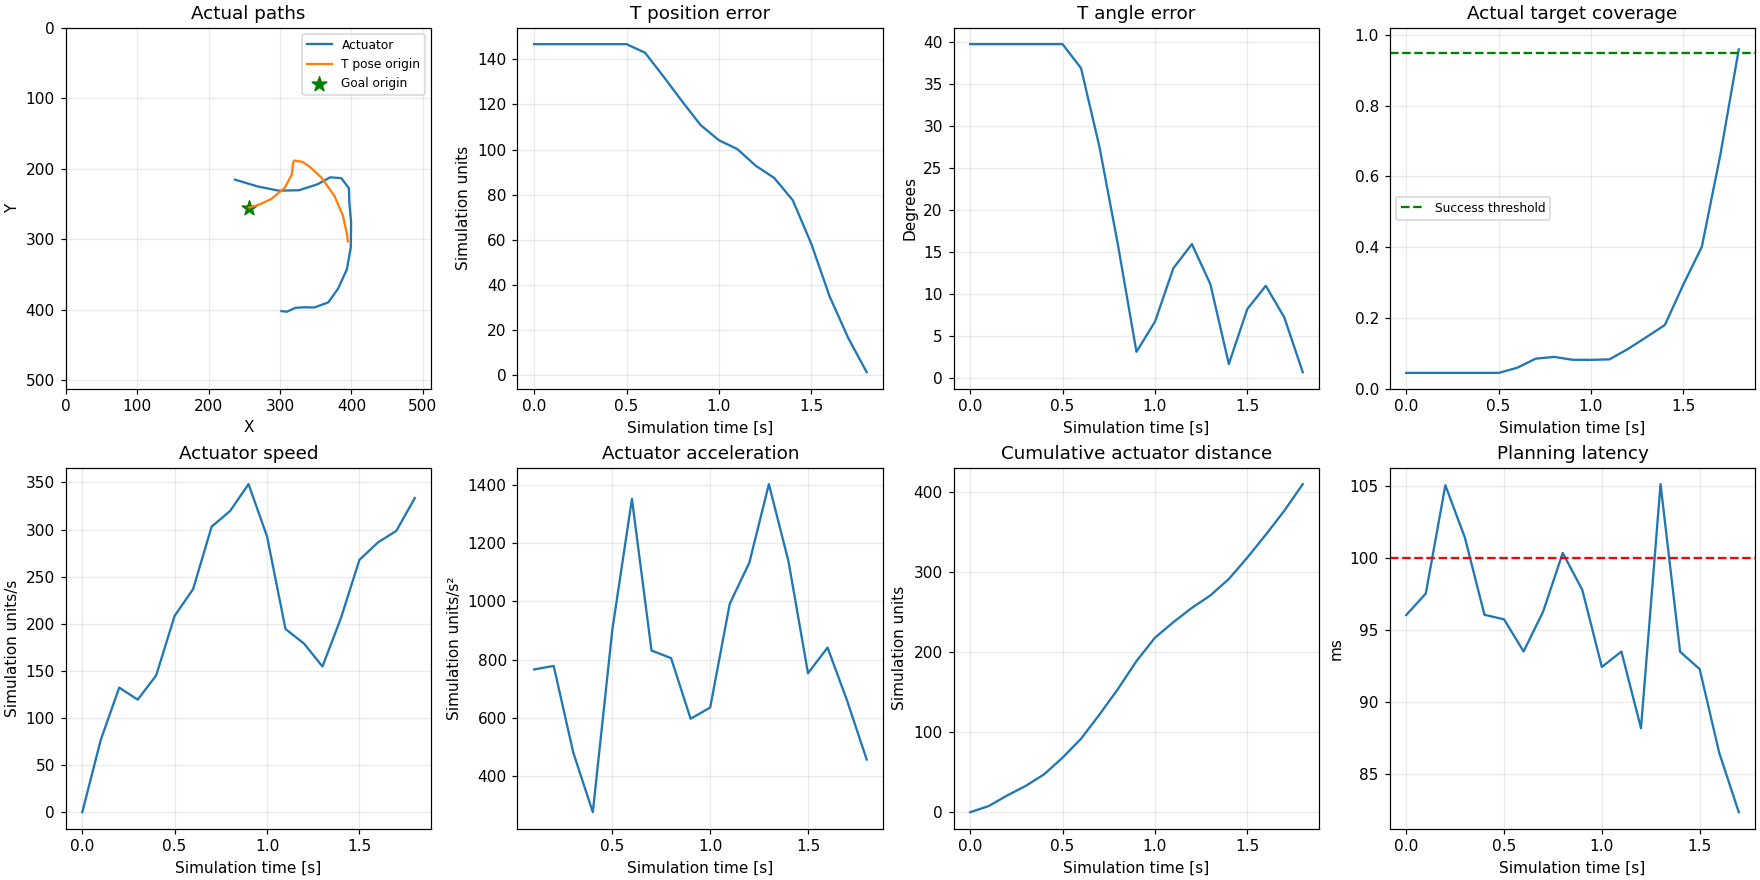 Actual paths
0
100
200
300
400
500
Y
0 100 200 300 400 500
X
Actuator
T pose origin
Goal origin
T position error
140
120
100
80
60
40
20
0
Simulation units
0.0 0.5 1.0 1.5
Simulation time [s]
T angle error
40
35
30
25
20
15
10
5
0
Degrees
0.0 0.5 1.0 1.5
Simulation time [s]
Actual target coverage
1.0
0.8
0.6
0.4
0.2
0.0
Success threshold
0.0 0.5 1.0 1.5
Simulation time [s]
Actuator speed
350
300
250
200
150
100
50
0
Simulation units/s
0.0 0.5 1.0 1.5
Simulation time [s]
Actuator acceleration
1400
1200
1000
800
600
400
Simulation units/s²
0.5 1.0 1.5
Simulation time [s]
Cumulative actuator distance
400
300
200
100
0
Simulation units
0.0 0.5 1.0 1.5
Simulation time [s]
Planning latency
105
100
95
90
85
ms
0.0 0.5 1.0 1.5
Simulation time [s]